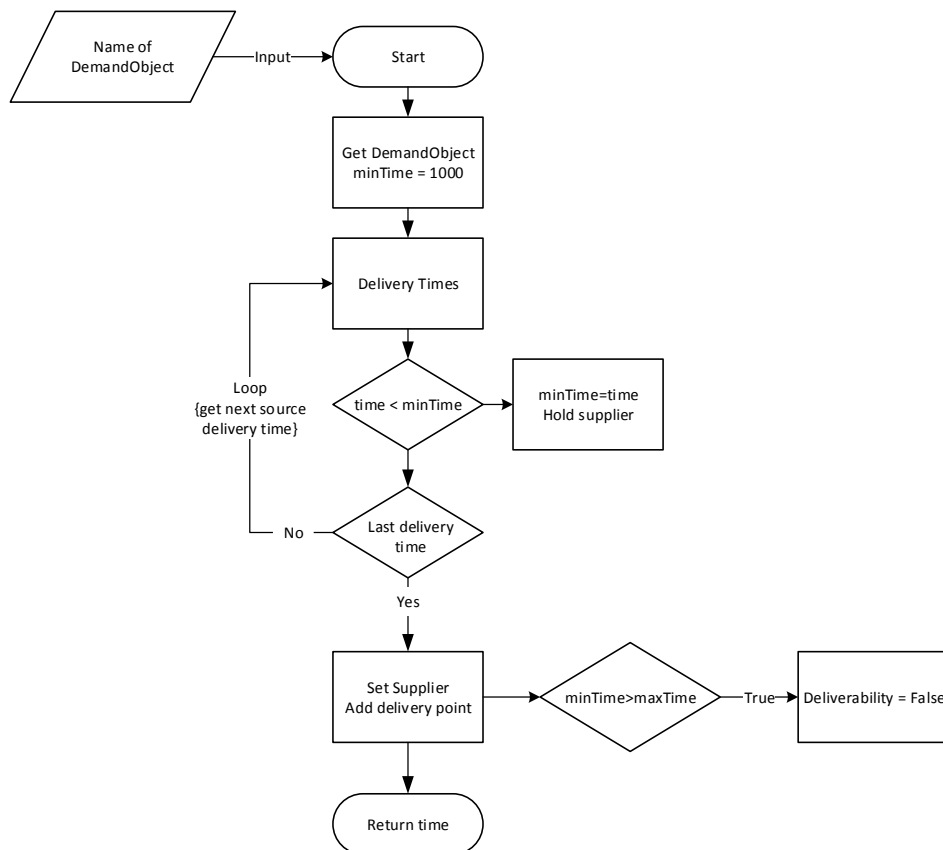 Name of
DemandObject
Input
Start
Get DemandObject
minTime = 1000
Delivery Times
Loop
{get next source
delivery time}
time < minTime
minTime=time
Hold supplier
No
Last delivery
time
Yes
Set Supplier
Add delivery point
minTime>maxTime
True
Deliverability = False
Return time